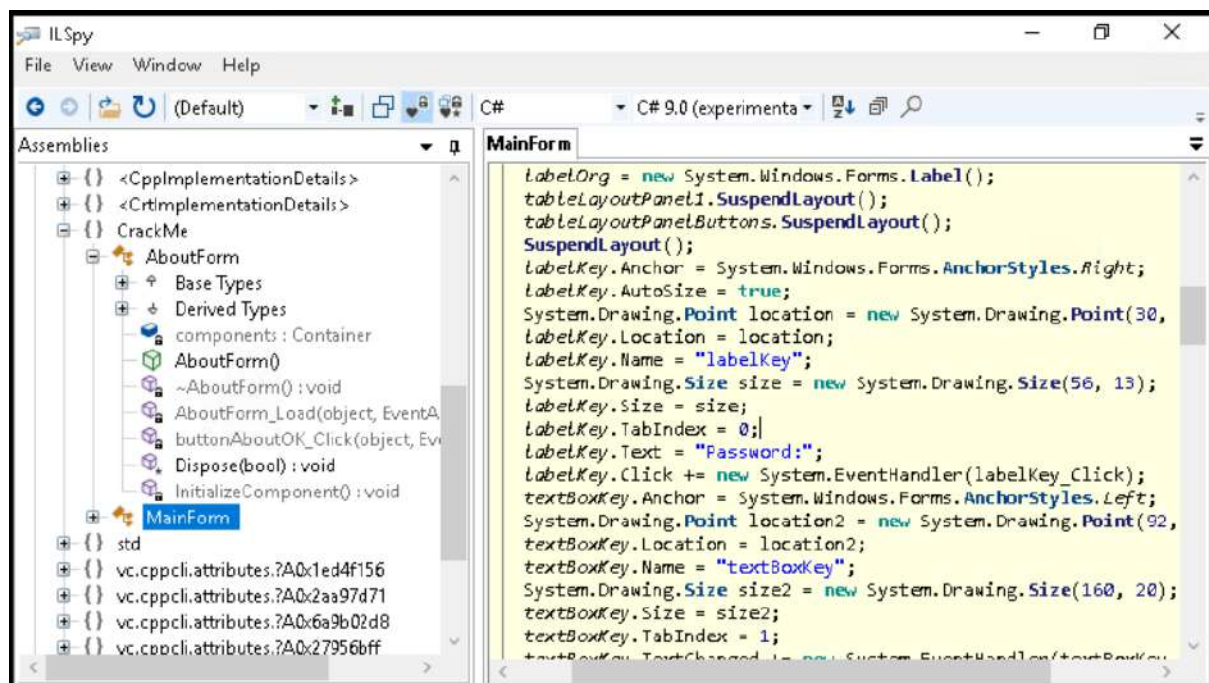 ILSpy
File View Window Help
(Default) C# C# 9.0 (experimenta
Assemblies
{} <CppImplementationDetails>
{} <CrtImplementationDetails>
{} CrackMe
AboutForm
Base Types
Derived Types
components : Container
AboutForm()
~AboutForm() : void
AboutForm_Load(object, EventA
buttonAboutOK_Click(object, Eve
Dispose(bool) : void
InitializeComponent() : void
MainForm
{} std
{} vc.cppcli.attributes.?A0x1ed4f156
{} vc.cppcli.attributes.?A0x2aa97d71
{} vc.cppcli.attributes.?A0x6a9b02d8
{} vc.cppcli.attributes.?A0x27956bff
MainForm
labelOrg = new System.Windows.Forms.Label();
tableLayoutPanel1.SuspendLayout();
tableLayoutPanelButtons.SuspendLayout();
SuspendLayout();
labelKey.Anchor = System.Windows.Forms.AnchorStyles.Right;
labelKey.AutoSize = true;
System.Drawing.Point location = new System.Drawing.Point(30,
labelKey.Location = location;
labelKey.Name = "labelKey";
System.Drawing.Size size = new System.Drawing.Size(56, 13);
labelKey.Size = size;
labelKey.TabIndex = 0;
labelKey.Text = "Password:";
labelKey.Click += new System.EventHandler(labelKey_Click);
textBoxKey.Anchor = System.Windows.Forms.AnchorStyles.Left;
System.Drawing.Point location2 = new System.Drawing.Point(92,
textBoxKey.Location = location2;
textBoxKey.Name = "textBoxKey";
System.Drawing.Size size2 = new System.Drawing.Size(160, 20);
textBoxKey.Size = size2;
textBoxKey.TabIndex = 1;
textBoxKey.TextChanged += new System.EventHandler(textBoxKey